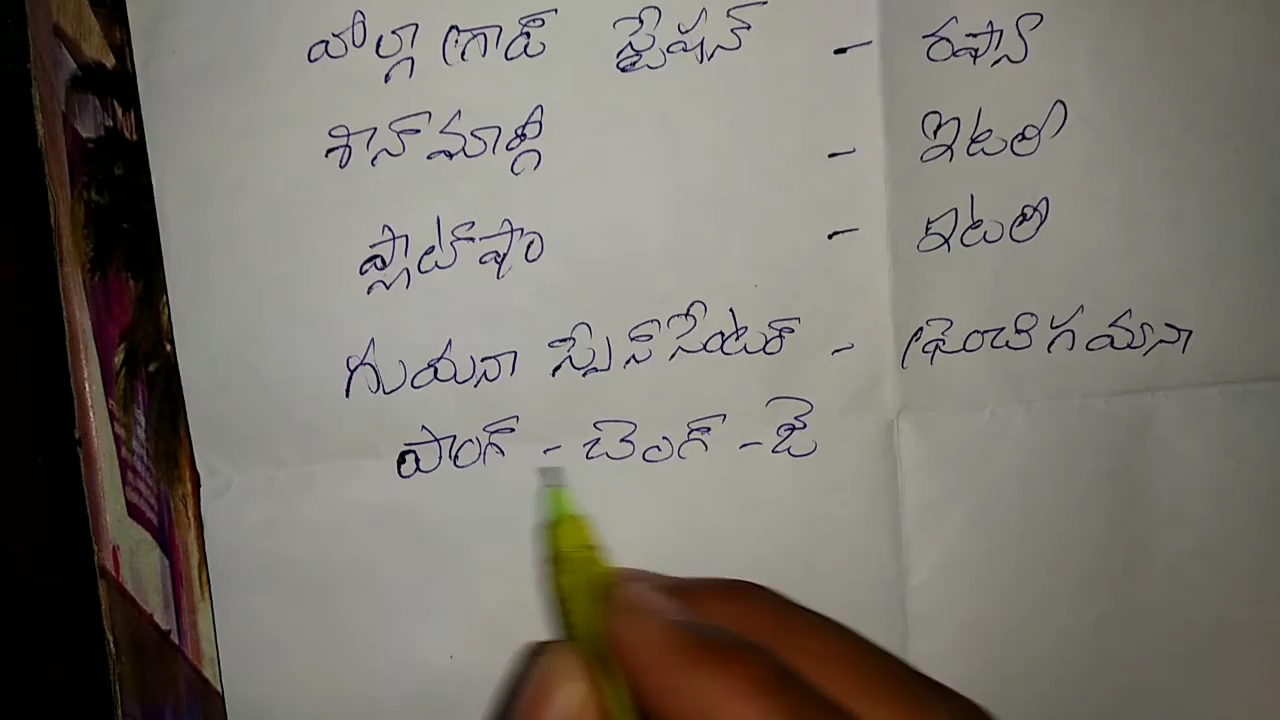 వోల్గాగ్రాడ్ స్టేషన్ - రష్యా
శాన్ మార్కో - ఇటలీ
ప్లాట్ ఫాం - ఇటలీ
గుయానా స్పేస్ సెంటర్ - ఫ్రెంచి గయానా
షాంగ్ - చెంగ్ - జె